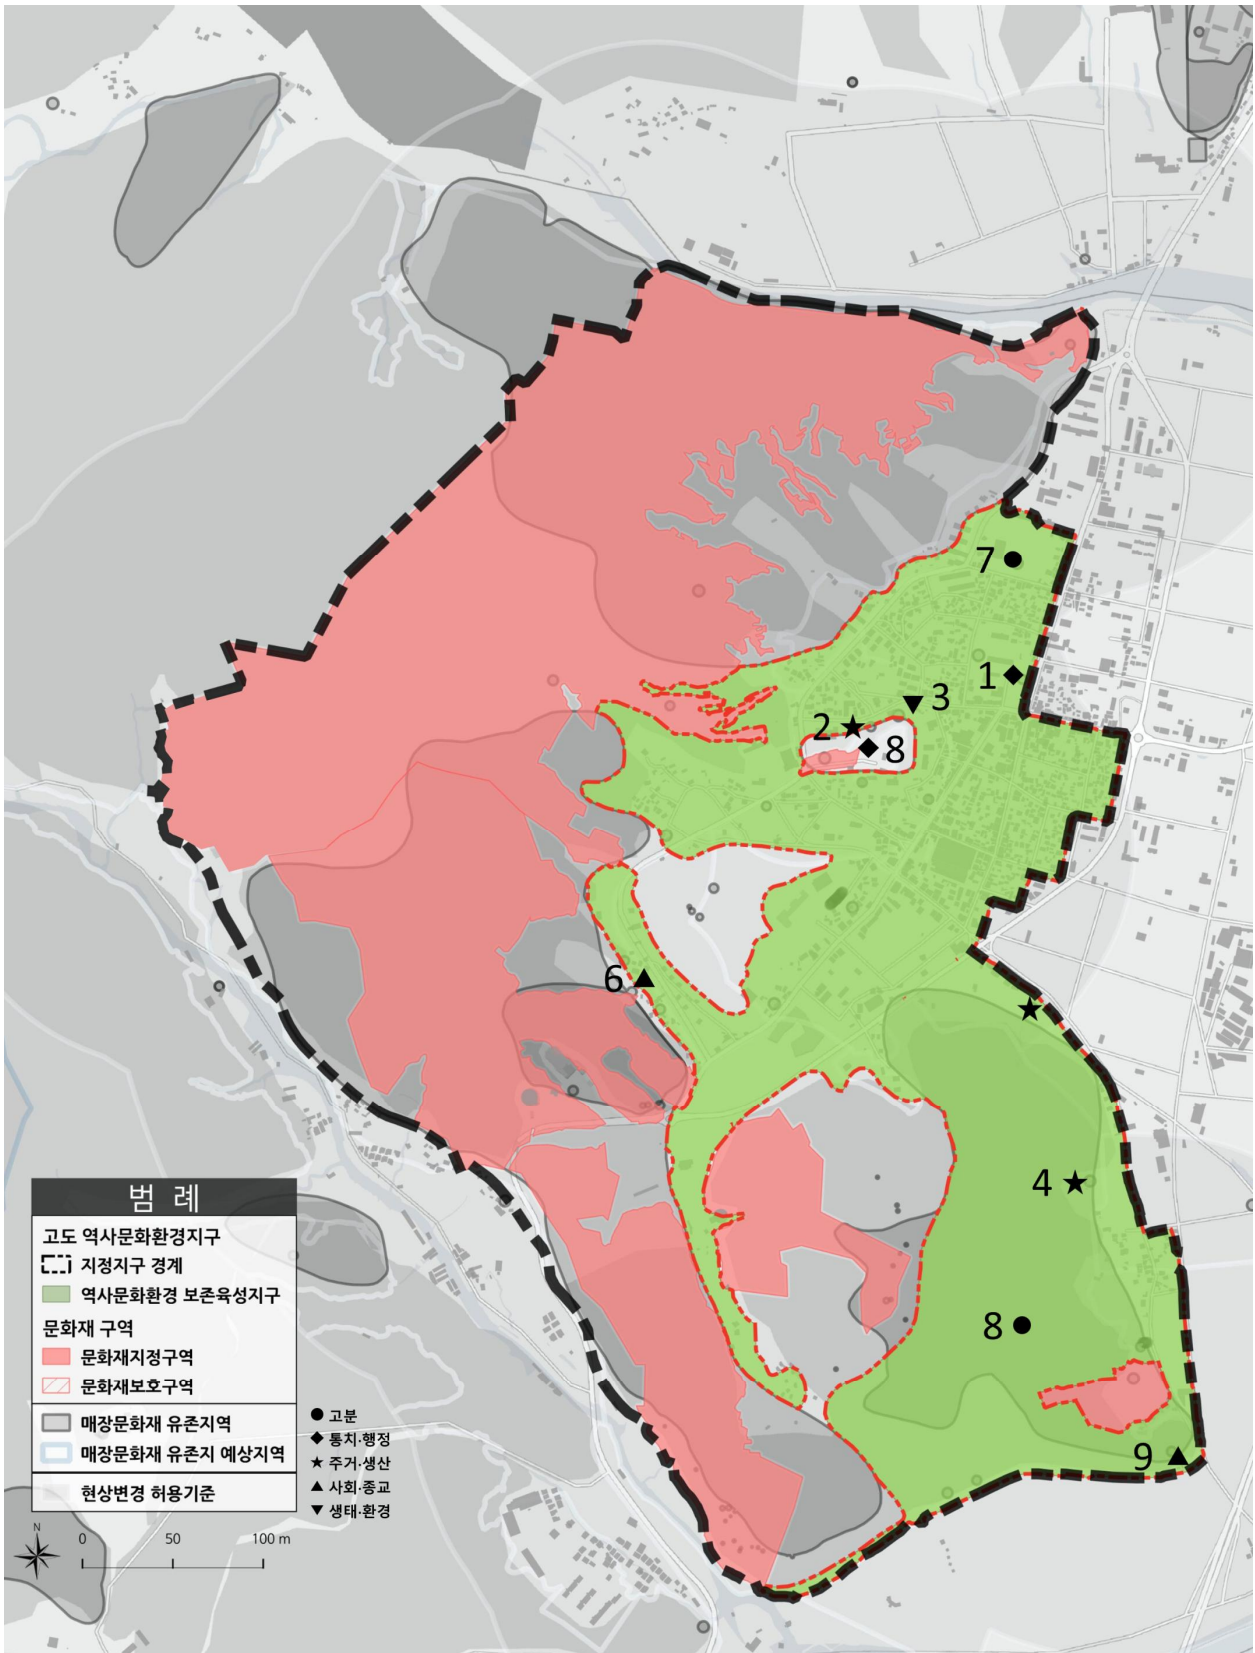 7
1
3
2
8
6
4
8
9
범 례
고도 역사문화환경지구
지정지구 경계
역사문화환경 보존육성지구
문화재 구역
문화재지정구역
문화재보호구역
매장문화재 유존지역
매장문화재 유존지 예상지역
현상변경 허용기준
고분
통치·행정
주거·생산
사회·종교
생태·환경
N
0 50 100 m